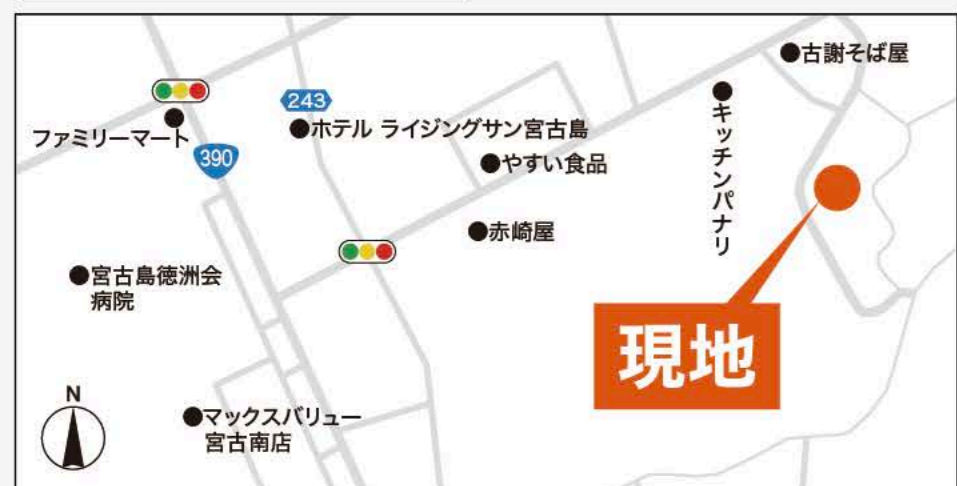 古謝そば屋
ファミリーマート
243
ホテル ライジングサン宮古島
390
やすい食品
キッチンパナリ
赤崎屋
宮古島徳洲会
病院
現地
N
マックスバリュー
宮古南店